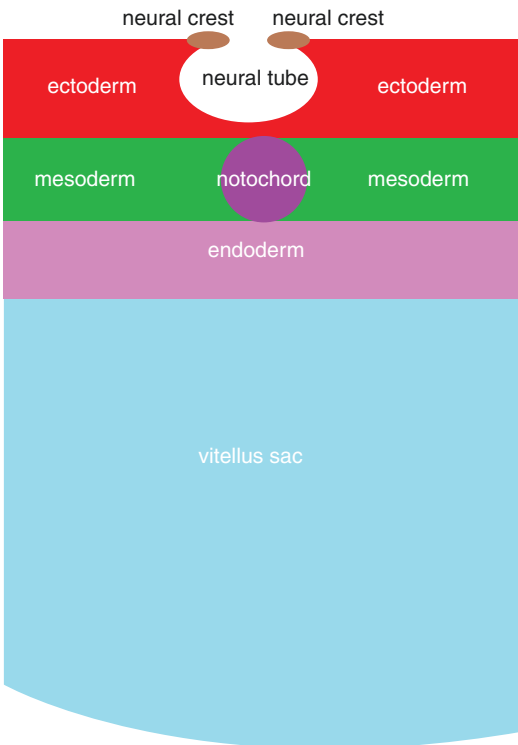 neural crest neural crest
neural tube
ectoderm ectoderm
mesoderm notochord mesoderm
endoderm
vitellus sac